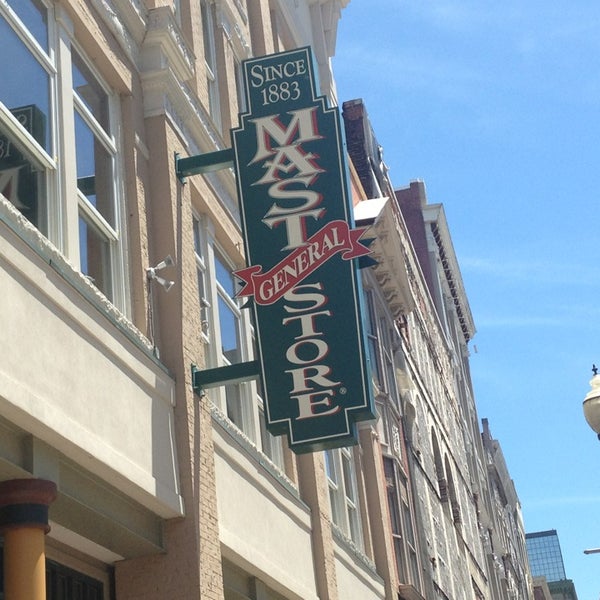 SINCE
1883
MAST
GENERAL
STORE®